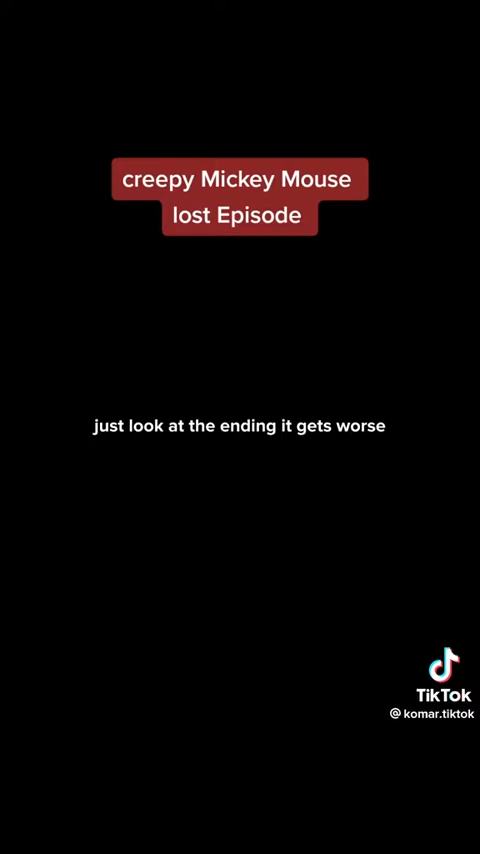 creepy Mickey Mouse
lost Episode
just look at the ending it gets worse
TikTok
@ komar.tiktok